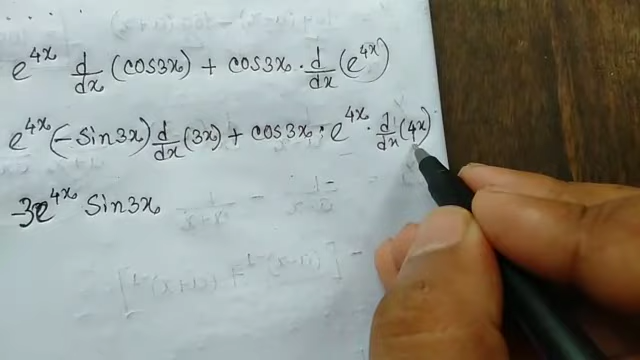 e^{4x} d/dx (cos3x) + cos3x · d/dx (e^{4x})
e^{4x} (-sin3x) d/dx (3x) + cos3x · e^{4x} · d/dx (4x)
-3e^{4x} sin3x